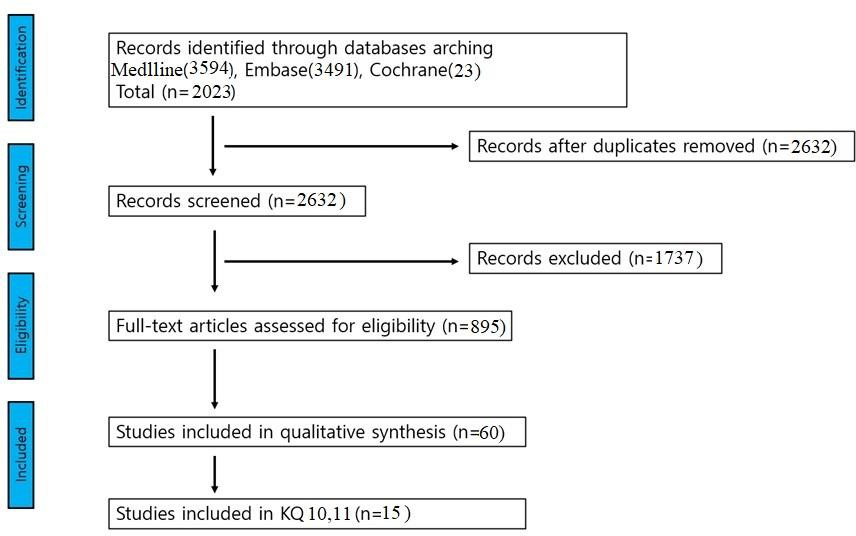 Identification
Records identified through databases arching
Medlline(3594), Embase(3491), Cochrane(23)
Total (n=2023)
Records after duplicates removed (n=2632)
Screening
Records screened (n=2632)
Records excluded (n=1737)
Eligibility
Full-text articles assessed for eligibility (n=895)
Included
Studies included in qualitative synthesis (n=60)
Studies included in KQ 10,11 (n=15)